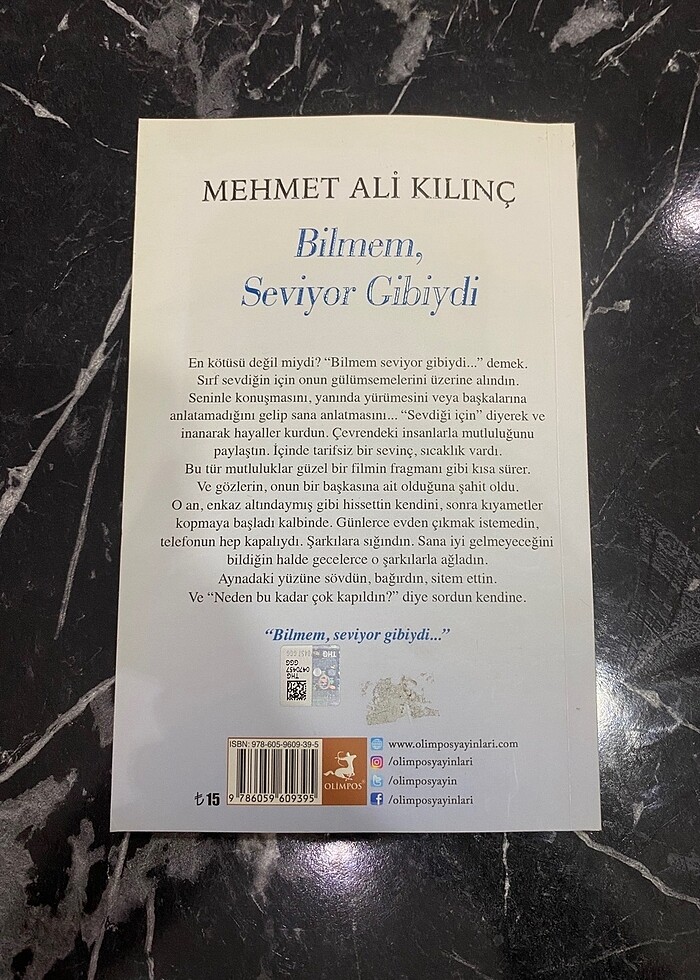 MEHMET ALİ KILINÇ
Bilmem,
Seviyor Gibiydi
En kötüsü değil miydi? “Bilmem seviyor gibiydi...” demek.
Sırf sevdiğin için onun gülümsemelerini üzerine alındın.
Seninle konuşmasını, yanında yürümesini veya başkalarına
anlatamadığını gelip sana anlatmasını... “Sevdiği için” diyerek ve
inanarak hayaller kurdun. Çevrendeki insanlarla mutluluğunu
paylaştın. İçinde tarifsiz bir sevinç, sıcaklık vardı.
Bu tür mutluluklar güzel bir filmin fragmanı gibi kısa sürer.
Ve gözlerin, onun bir başkasına ait olduğuna şahit oldu.
O an, enkaz altındaymış gibi hissettin kendini, sonra kıyametler
kopmaya başladı kalbinde. Günlerce evden çıkmak istemedin,
telefonun hep kapalıydı. Şarkılara sığındın. Sana iyi gelmeyeceğini
bildiğin halde gecelerce o şarkılarla ağladın.
Aynadaki yüzüne sövdün, bağırdın, sitem ettin.
Ve “Neden bu kadar çok kapıldın?” diye sordun kendine.
“Bilmem, seviyor gibiydi...”
THG
0470457
GGG
ISBN: 978-605-9609-39-5
9 786059 609395
₺15
OLİMPOS
www.olimposyayinlari.com
/olimposyayinlari
/olimposyayin
/olimposyayinlari